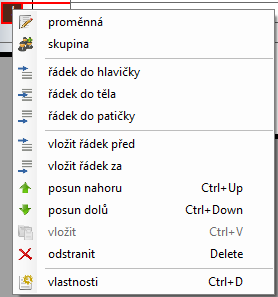 proměnná
skupina
řádek do hlavičky
řádek do těla
řádek do patičky
vložit řádek před
vložit řádek za
posun nahoru Ctrl+Up
posun dolů Ctrl+Down
vložit Ctrl+V
odstranit Delete
vlastnosti Ctrl+D